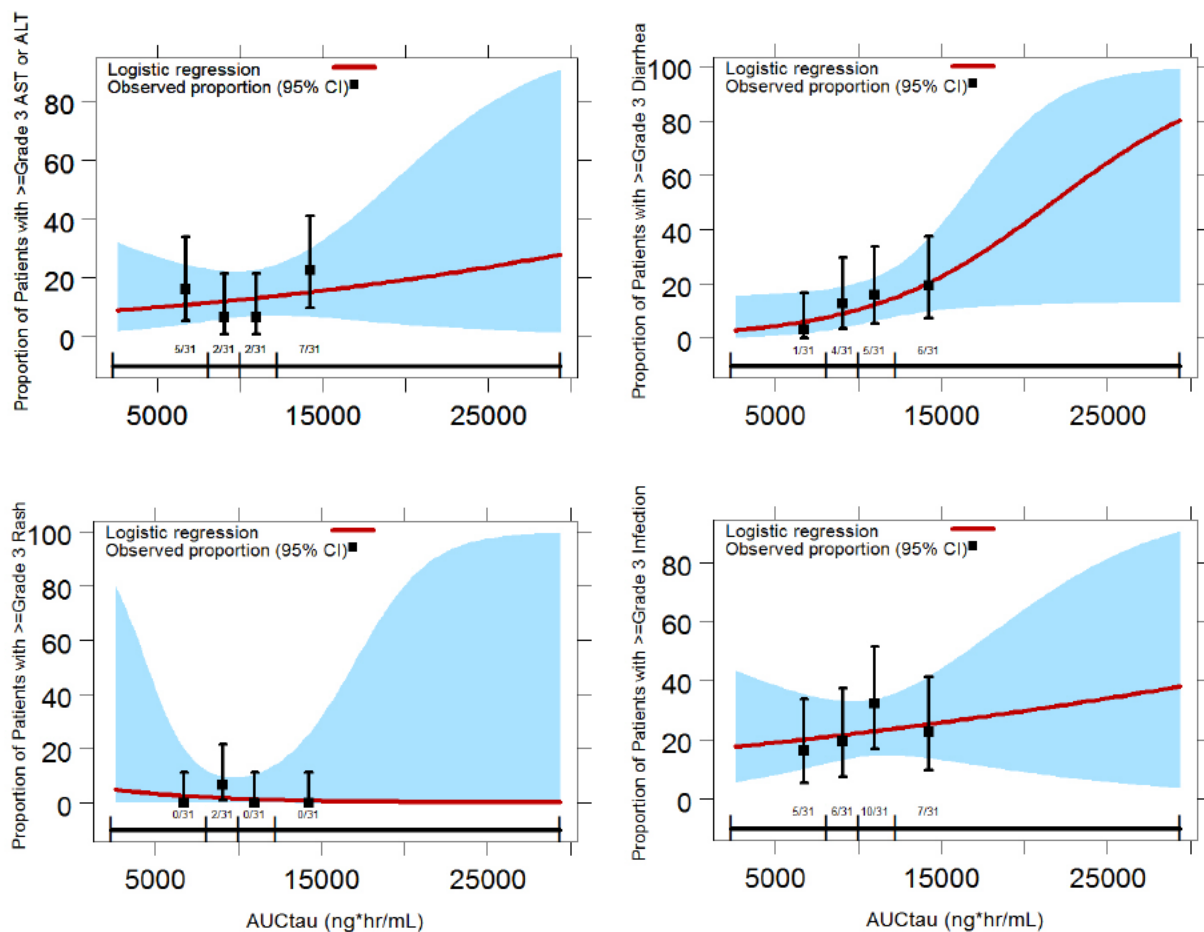 Proportion of Patients with >=Grade 3 AST or ALT
Logistic regression
Observed proportion (95% CI)
80
60
40
20
0
5/31 2/31 2/31 7/31
5000 15000 25000
Proportion of Patients with >=Grade 3 Diarrhea
Logistic regression
Observed proportion (95% CI)
100
80
60
40
20
0
1/31 4/31 5/31 6/31
5000 15000 25000
Proportion of Patients with >=Grade 3 Rash
Logistic regression
Observed proportion (95% CI)
100
80
60
40
20
0
0/31 2/31 0/31 0/31
5000 15000 25000
AUCtau (ng*hr/mL)
Proportion of Patients with >=Grade 3 Infection
Logistic regression
Observed proportion (95% CI)
80
60
40
20
0
5/31 6/31 10/31 7/31
5000 15000 25000
AUCtau (ng*hr/mL)